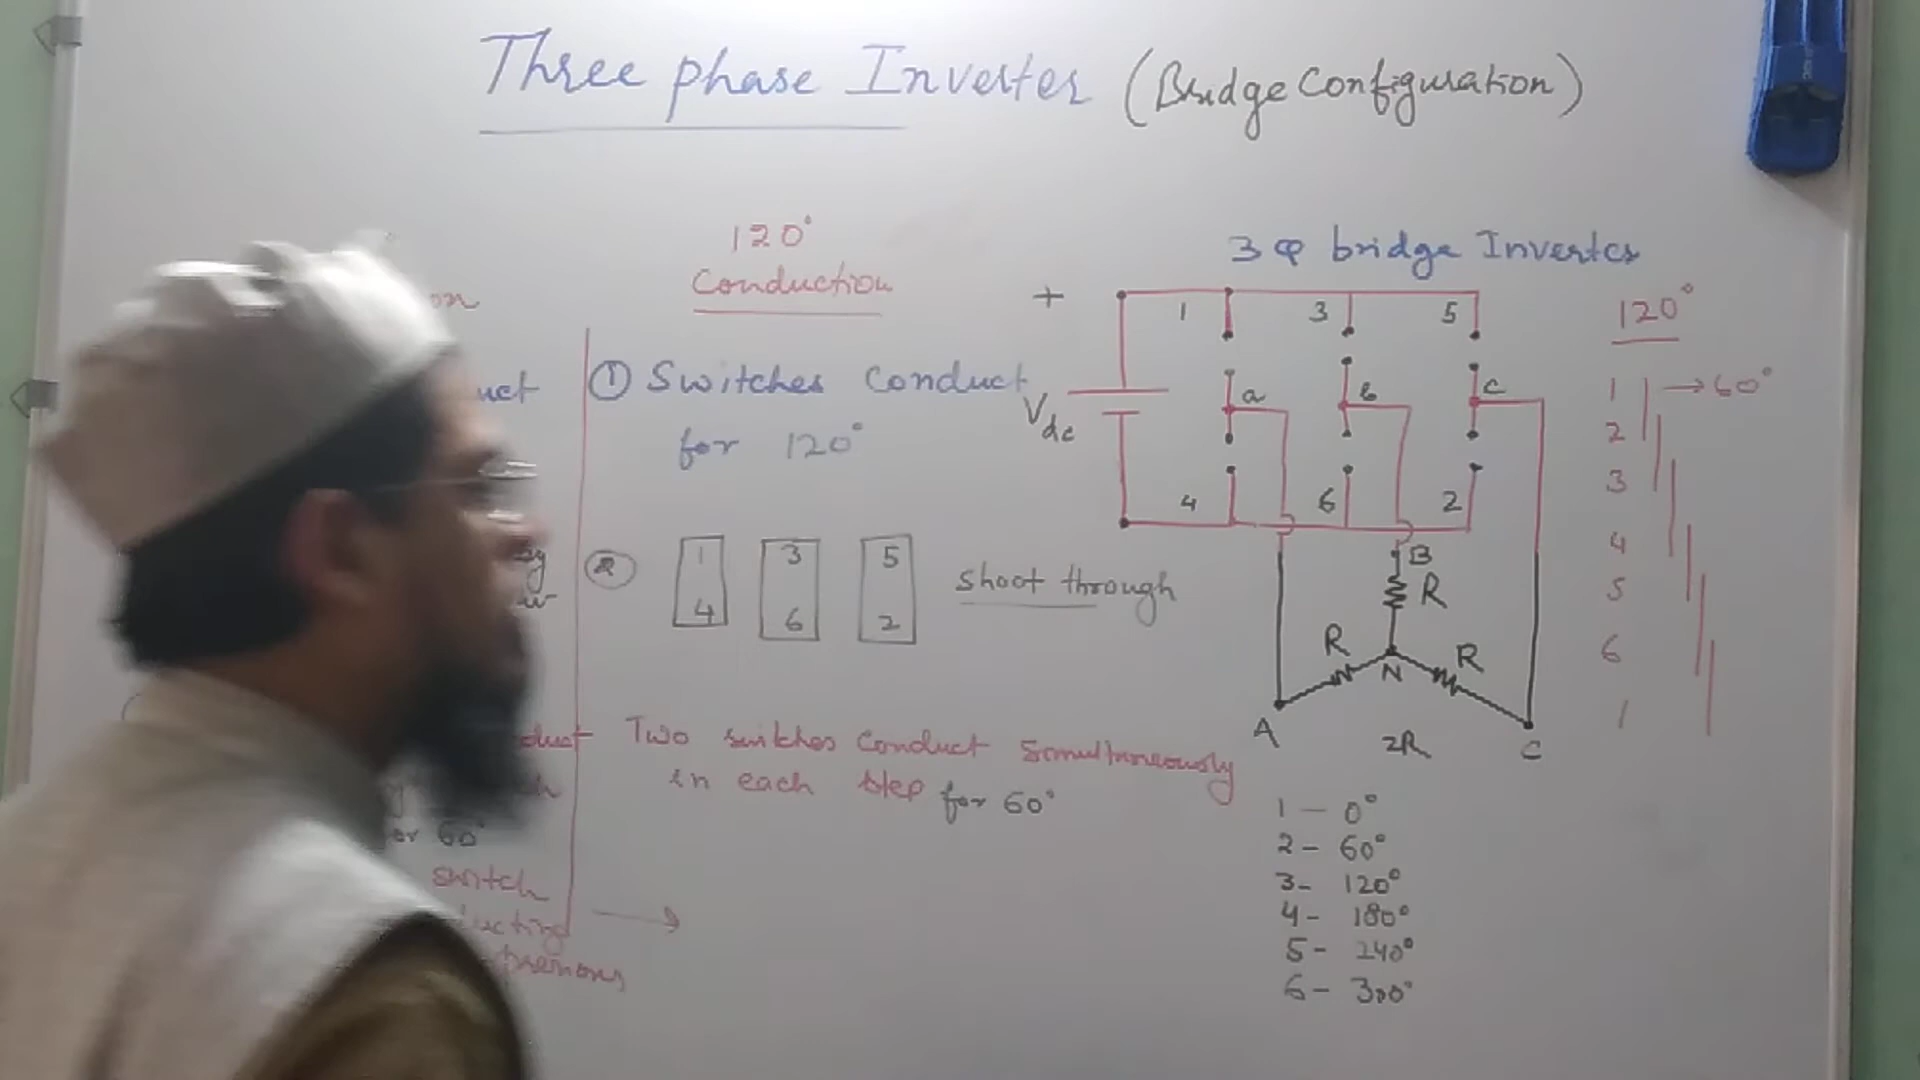 Three phase Inverter (Bridge Configuration)
120°
Conduction
① Switches Conduct
for 120°
②
1
4
3
6
5
2
shoot through
Two switches Conduct Simultaneously
in each step for 60°
switch
3 φ bridge Inverter
+
Vdc
1
3
5
a
b
c
4
6
2
B
R
R
R
N
A
2R
C
1 - 0°
2 - 60°
3 - 120°
4 - 180°
5 - 240°
6 - 300°
120°
1 → 60°
2
3
4
5
6
1